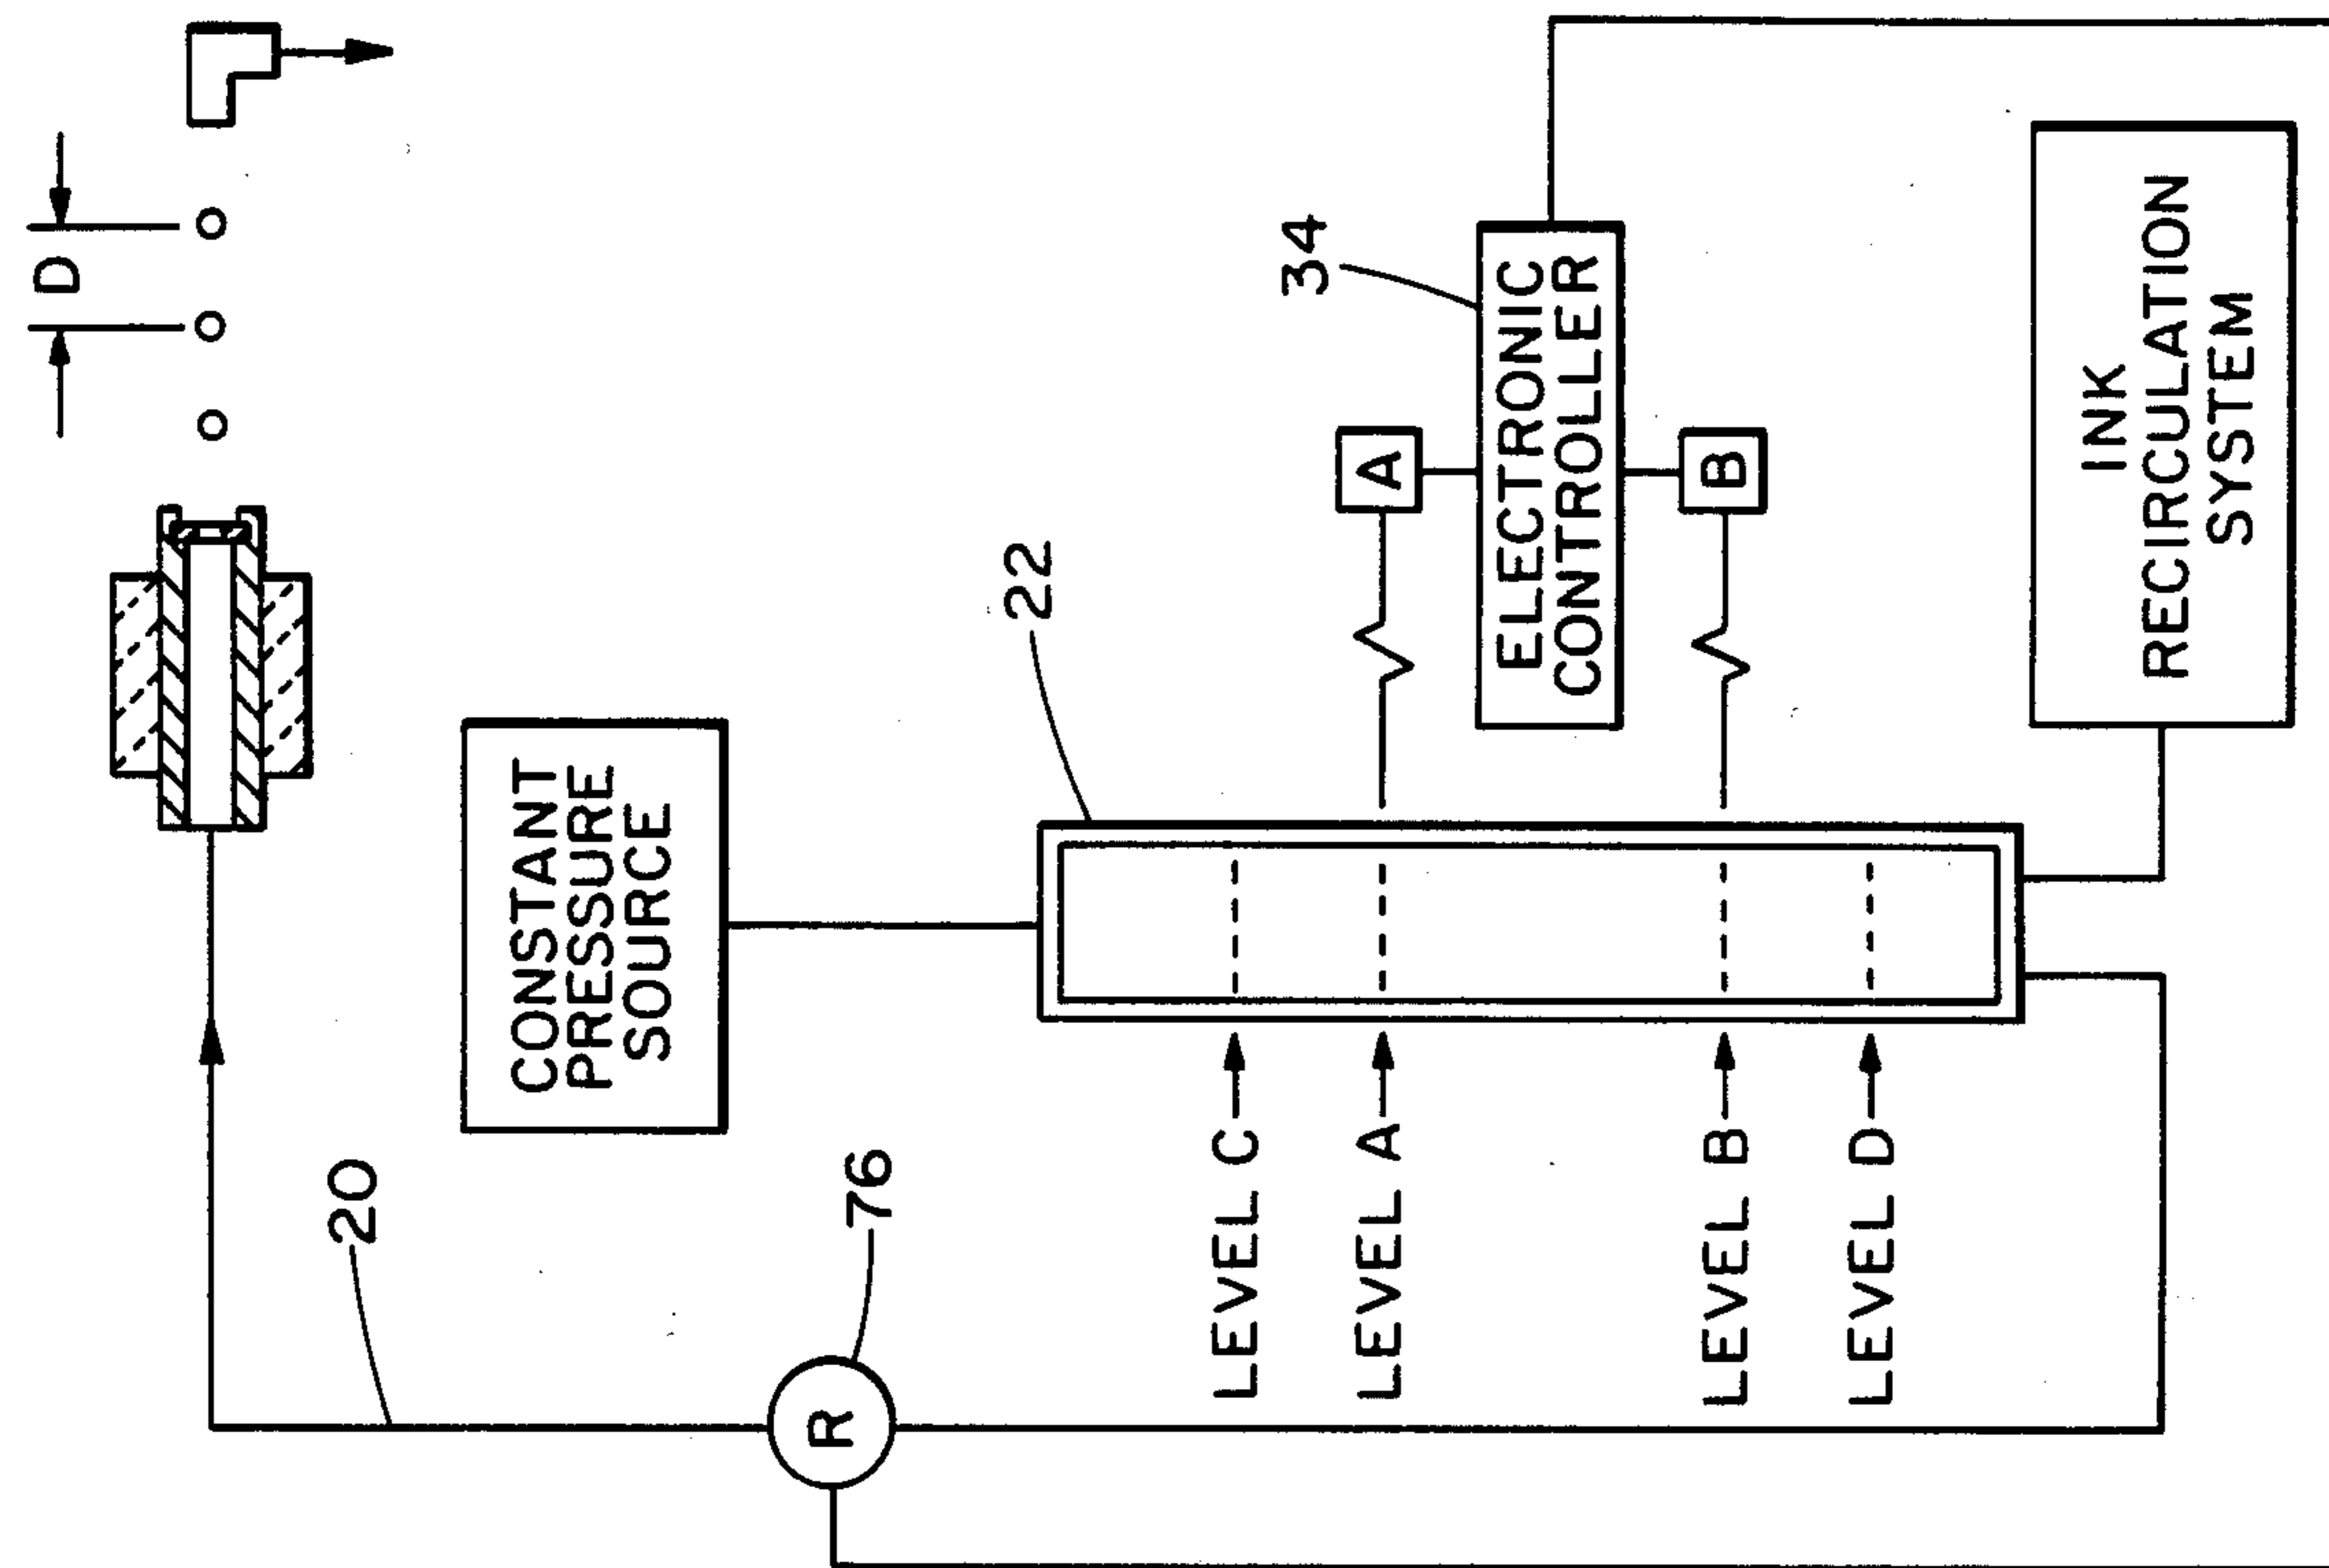 D
20
CONSTANT
PRESSURE
SOURCE
76
R
22
34
A
ELECTRONIC
CONTROLLER
B
LEVEL C
LEVEL A
LEVEL B
LEVEL D
INK
RECIRCULATION
SYSTEM